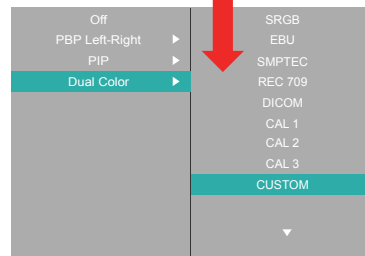 Off
PBP Left-Right
PIP
Dual Color
SRGB
EBU
SMPTEC
REC 709
DICOM
CAL 1
CAL 2
CAL 3
CUSTOM